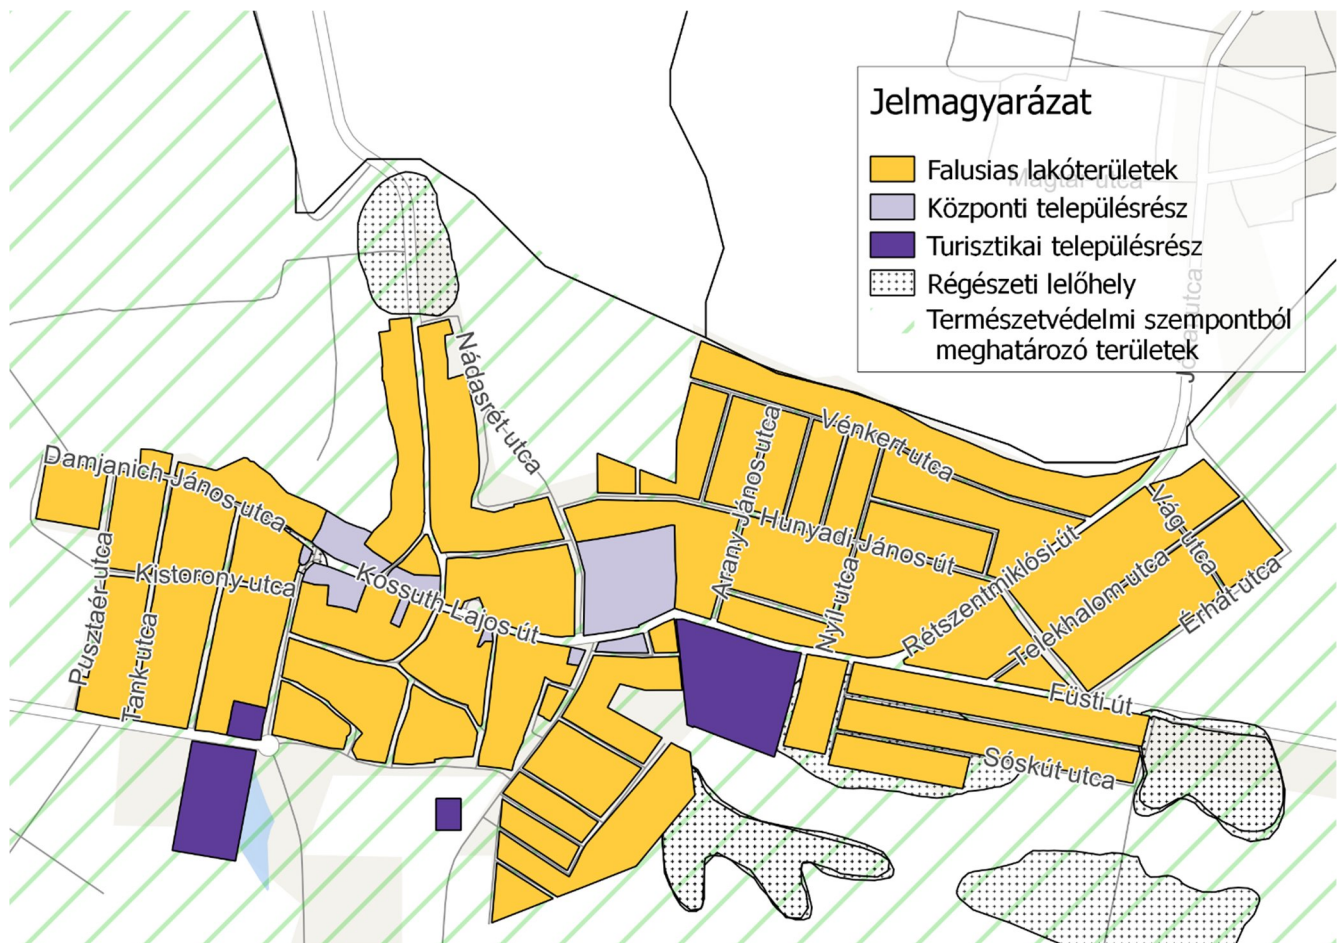 Jelmagyarázat
Falusias lakóterületek
Magtár utca
Központi településrész
Turisztikai településrész
Régészeti lelőhely
Természetvédelmi szempontból
meghatározó területek
Nádasrét utca
Damjanich János utca
Pusztaér utca
Kistorony utca
Tank utca
Kossuth Lajos út
Arany János utca
Vénkert utca
Hunyadi János út
Nyíl utca
Rétszentmiklósi út
Vág utca
Telekhalom utca
Érhát utca
Füsti út
Sóskút utca